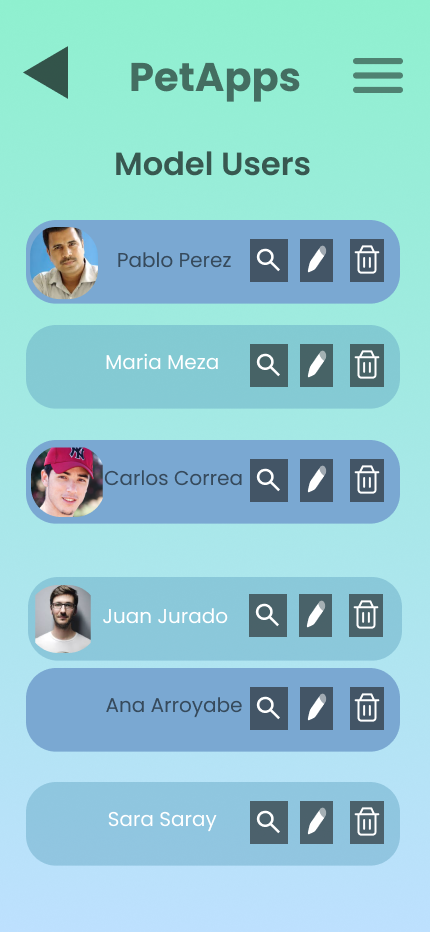 PetApps
Model Users
Pablo Perez
Maria Meza
Carlos Correa
Juan Jurado
Ana Arroyabe
Sara Saray